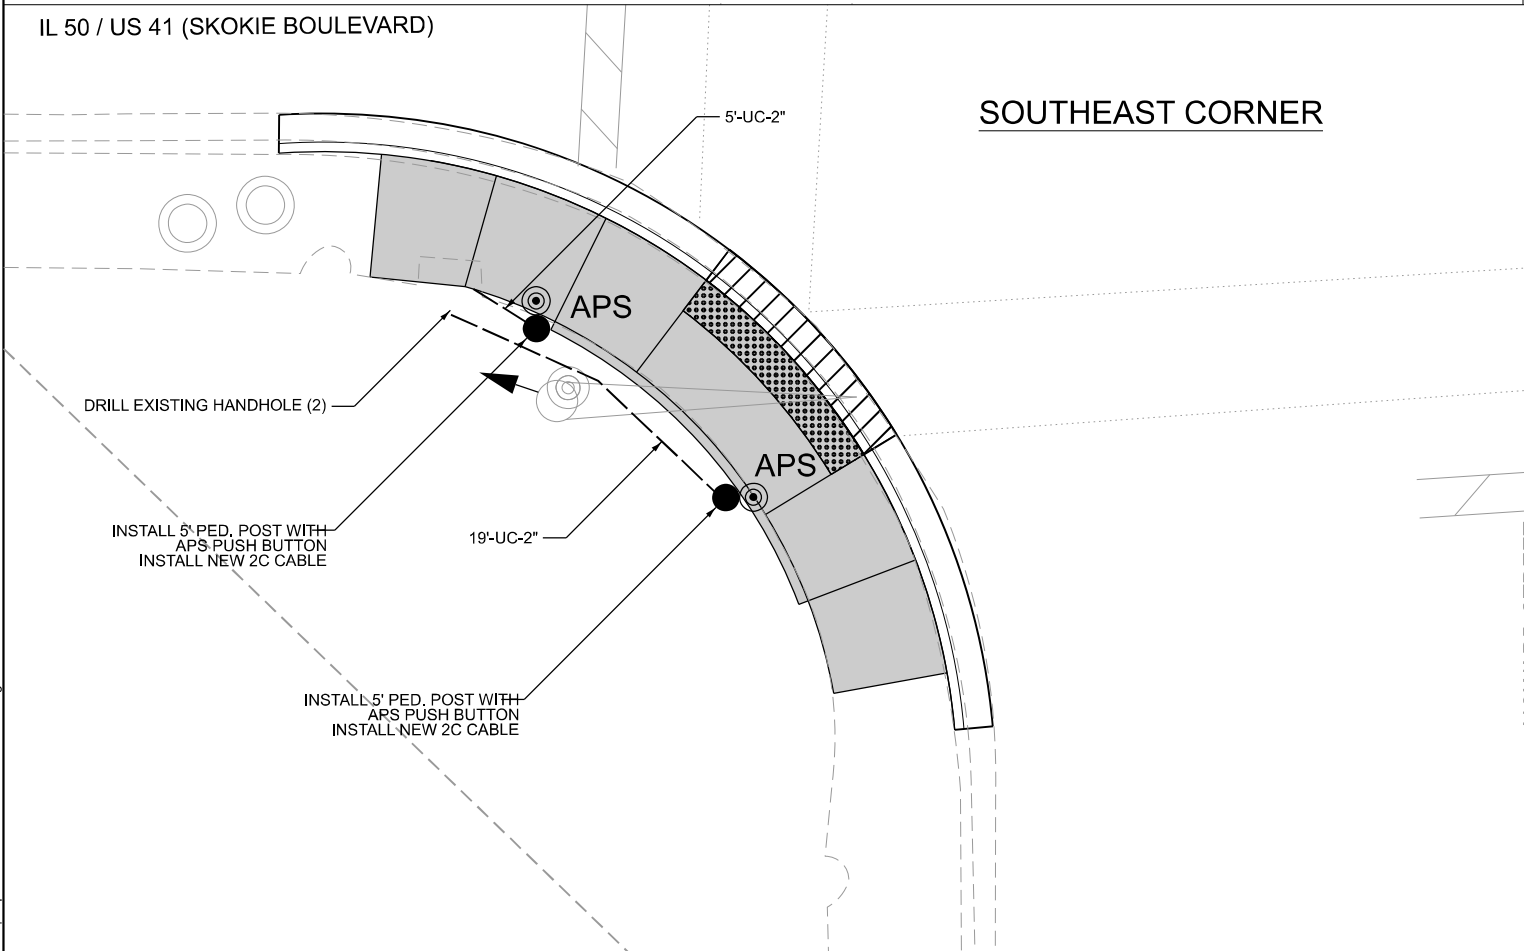 IL 50 / US 41 (SKOKIE BOULEVARD)
SOUTHEAST CORNER
5'-UC-2"
APS
DRILL EXISTING HANDHOLE (2)
APS
INSTALL 5' PED. POST WITH
APS PUSH BUTTON
INSTALL NEW 2C CABLE
19'-UC-2"
INSTALL 5' PED. POST WITH
APS PUSH BUTTON
INSTALL NEW 2C CABLE